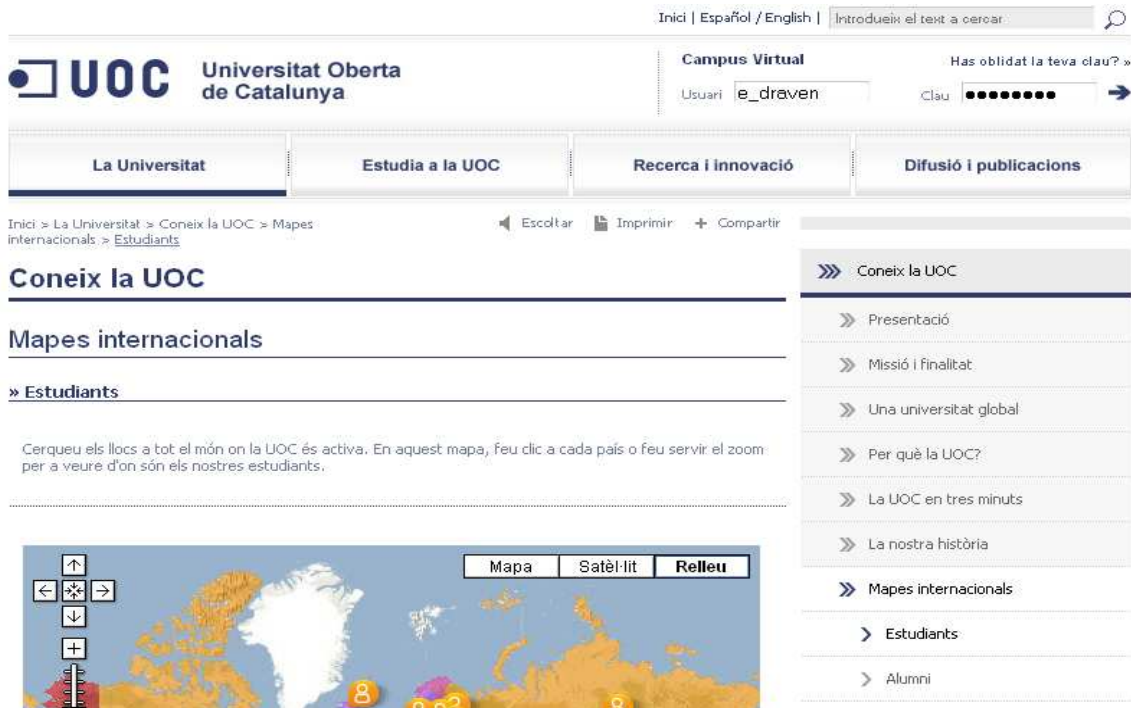 Inici | Español / English | Introdueix el text a cercar
UOC Universitat Oberta
de Catalunya
Campus Virtual Has oblidat la teva clau? »
Usuari e_draven Clau ●●●●●●●●
La Universitat Estudia a la UOC Recerca i innovació Difusió i publicacions
Inici > La Universitat > Coneix la UOC > Mapes
internacionals > Estudiants
Escoltar Imprimir + Compartir
Coneix la UOC
Mapes internacionals
» Estudiants
Cerqueu els llocs a tot el món on la UOC és activa. En aquest mapa, feu clic a cada país o feu servir el zoom
per a veure d'on són els nostres estudiants.
Mapa Satèl·lit Relleu
Coneix la UOC
Presentació
Missió i finalitat
Una universitat global
Per què la UOC?
La UOC en tres minuts
La nostra història
Mapes internacionals
Estudiants
Alumni